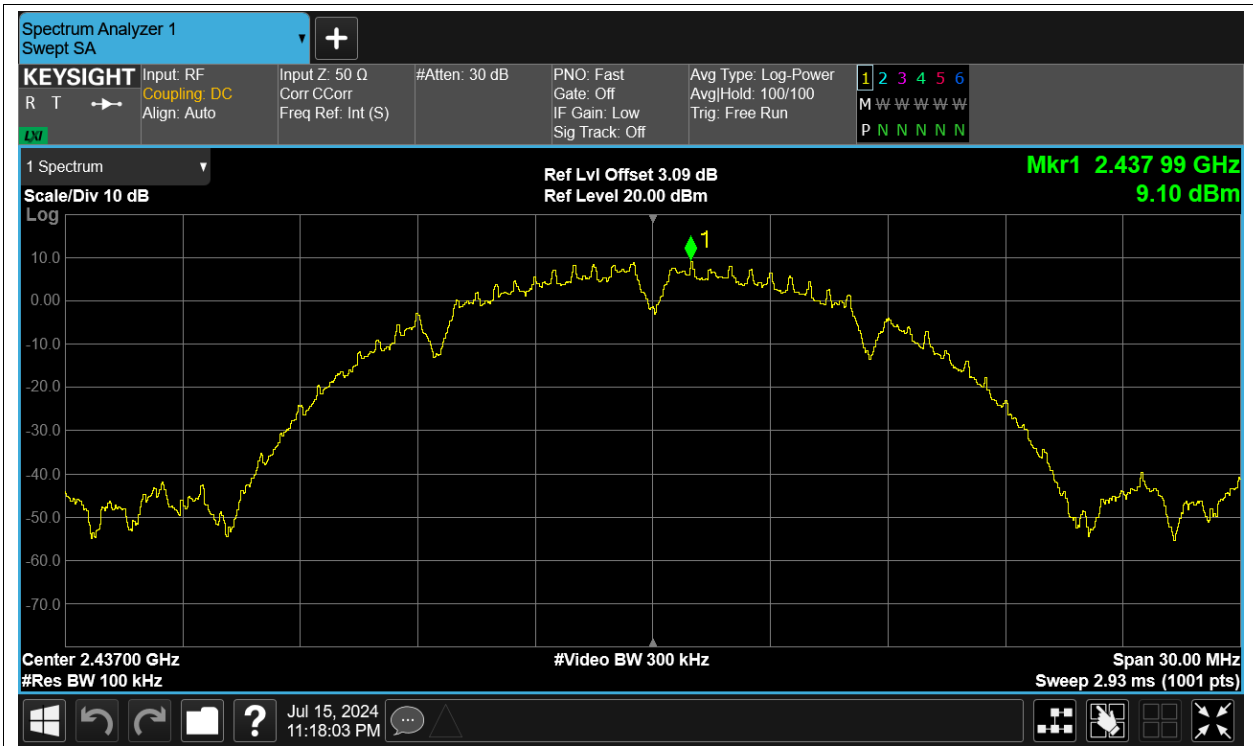 Spectrum Analyzer 1
Swept SA
KEYSIGHT
R T
LXI
Input: RF
Coupling: DC
Align: Auto
Input Z: 50 Ω
Corr CCorr
Freq Ref: Int (S)
#Atten: 30 dB
PNO: Fast
Gate: Off
IF Gain: Low
Sig Track: Off
Avg Type: Log-Power
Avg|Hold: 100/100
Trig: Free Run
1 2 3 4 5 6
M W W W W W W
P N N N N N
1 Spectrum
Scale/Div 10 dB
Log
Ref Lvl Offset 3.09 dB
Ref Level 20.00 dBm
Mkr1 2.437 99 GHz
9.10 dBm
1
10.0
0.00
-10.0
-20.0
-30.0
-40.0
-50.0
-60.0
-70.0
Center 2.43700 GHz
#Video BW 300 kHz
Span 30.00 MHz
#Res BW 100 kHz
Sweep 2.93 ms (1001 pts)
?
Jul 15, 2024
11:18:03 PM